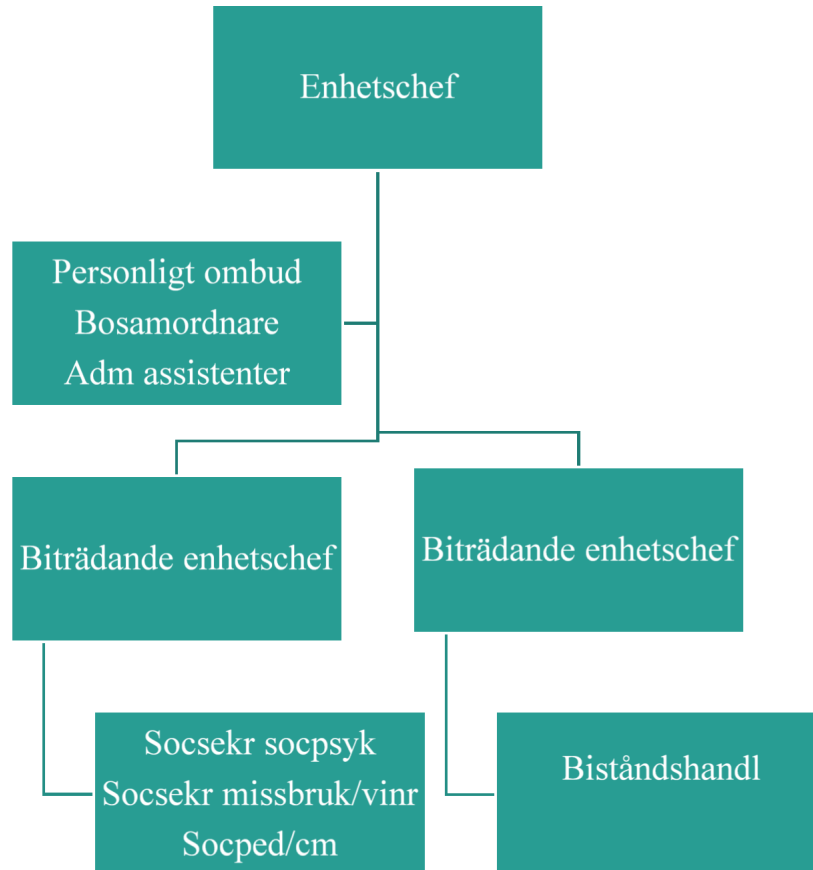 Enhetschef
Personligt ombud
Bosamordnare
Adm assistenter
Biträdande enhetschef
Biträdande enhetschef
Socsekr socpsyk
Socsekr missbruk/vinr
Socped/cm
Biståndshandl